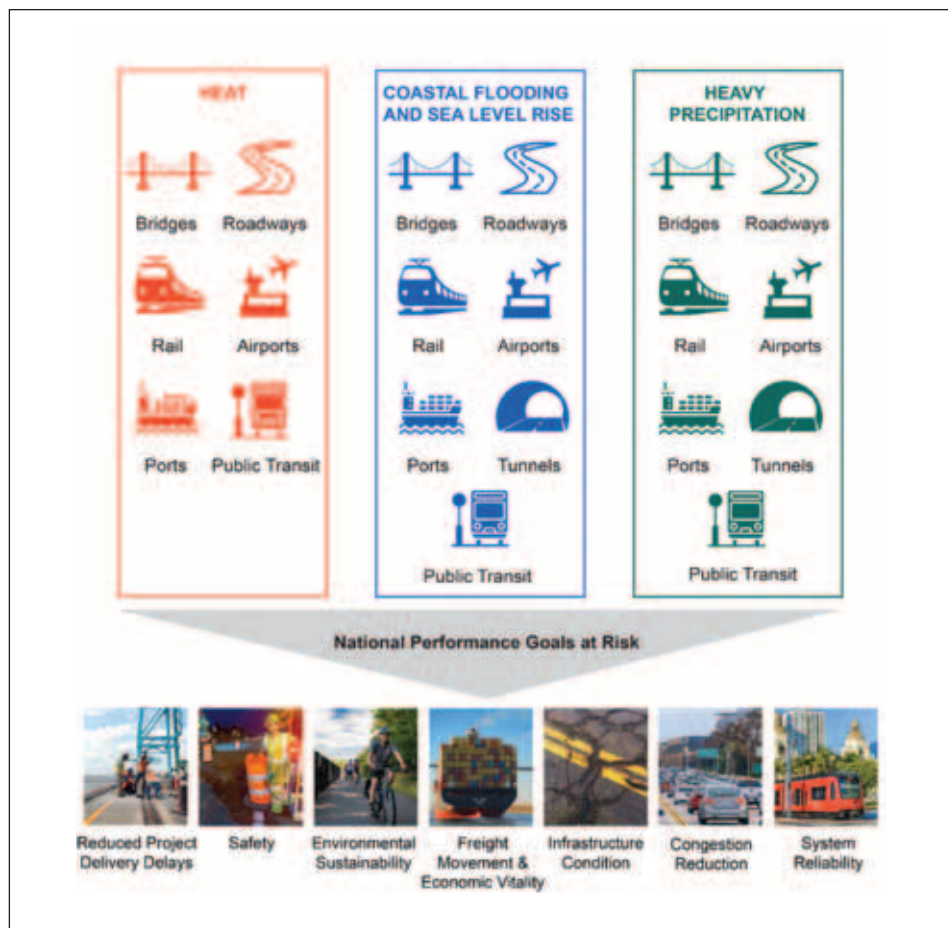 HEAT
Bridges Roadways
Rail Airports
Ports Public Transit
COASTAL FLOODING
AND SEA LEVEL RISE
Bridges Roadways
Rail Airports
Ports Tunnels
Public Transit
HEAVY
PRECIPITATION
Bridges Roadways
Rail Airports
Ports Tunnels
Public Transit
National Performance Goals at Risk
Reduced Project
Delivery Delays
Safety
Environmental
Sustainability
Freight
Movement &
Economic Vitality
Infrastructure
Condition
Congestion
Reduction
System
Reliability